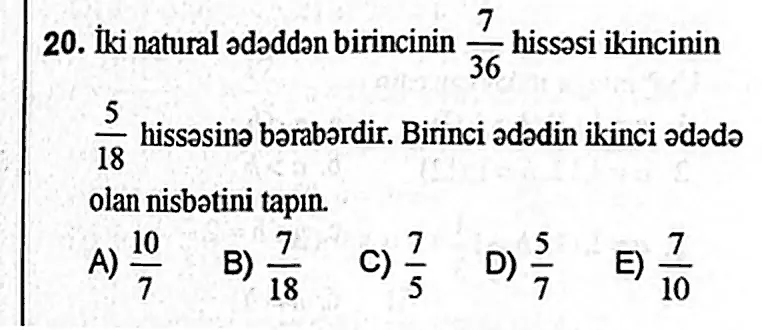 20. İki natural ədəddən birincinin 7/36 hissəsi ikincinin
5/18 hissəsinə bərabərdir. Birinci ədədin ikinci ədədə
olan nisbətini tapın.
A) 10/7 B) 7/18 C) 7/5 D) 5/7 E) 7/10